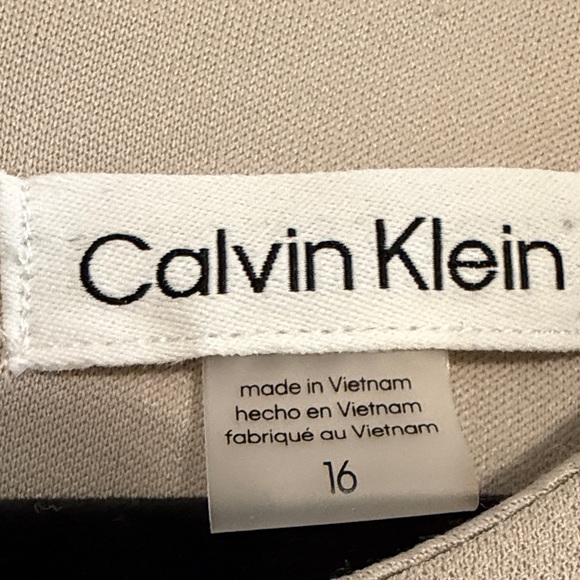 Calvin Klein
made in Vietnam
hecho en Vietnam
fabriqué au Vietnam
16